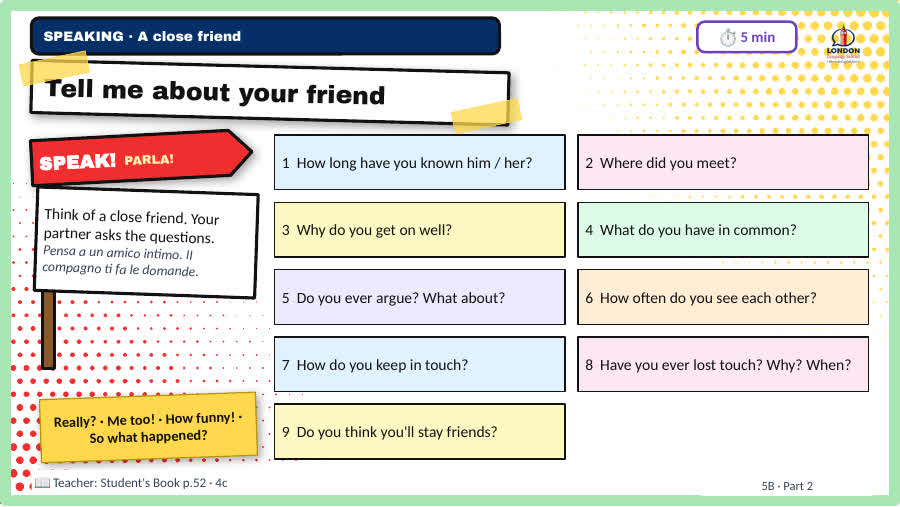 SPEAKING · A close friend
⏱️ 5 min
LONDON
Tell me about your friend
SPEAK! PARLA!
Think of a close friend. Your
partner asks the questions.
Pensa a un amico intimo. Il
compagno ti fa le domande.
1 How long have you known him / her?
2 Where did you meet?
3 Why do you get on well?
4 What do you have in common?
5 Do you ever argue? What about?
6 How often do you see each other?
7 How do you keep in touch?
8 Have you ever lost touch? Why? When?
9 Do you think you'll stay friends?
Really? · Me too! · How funny! ·
So what happened?
📖 Teacher: Student's Book p.52 · 4c
5B · Part 2